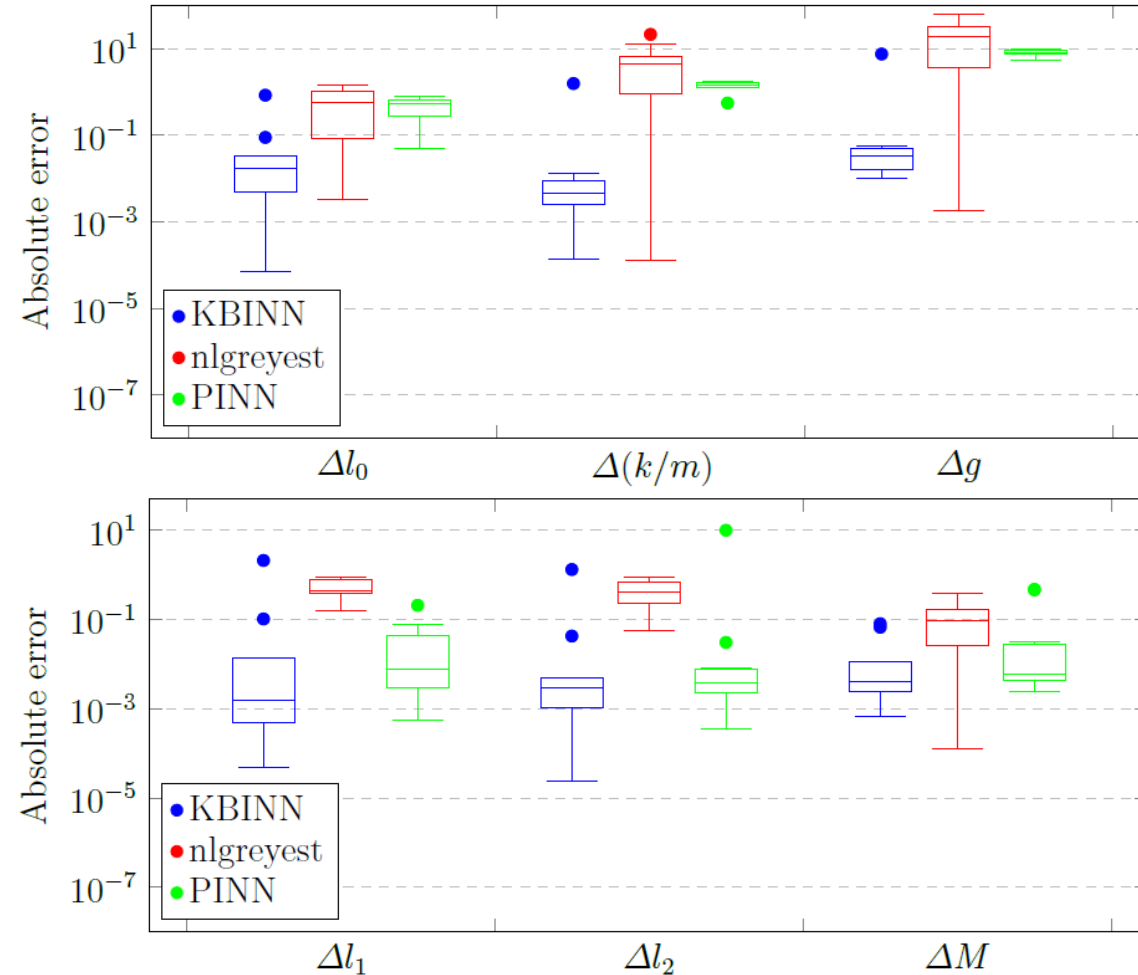 Absolute error
10^1
10^{-1}
10^{-3}
10^{-5}
10^{-7}
KBINN
nlgreyest
PINN
Δl_0 Δ(k/m) Δg
Absolute error
10^1
10^{-1}
10^{-3}
10^{-5}
10^{-7}
KBINN
nlgreyest
PINN
Δl_1 Δl_2 ΔM